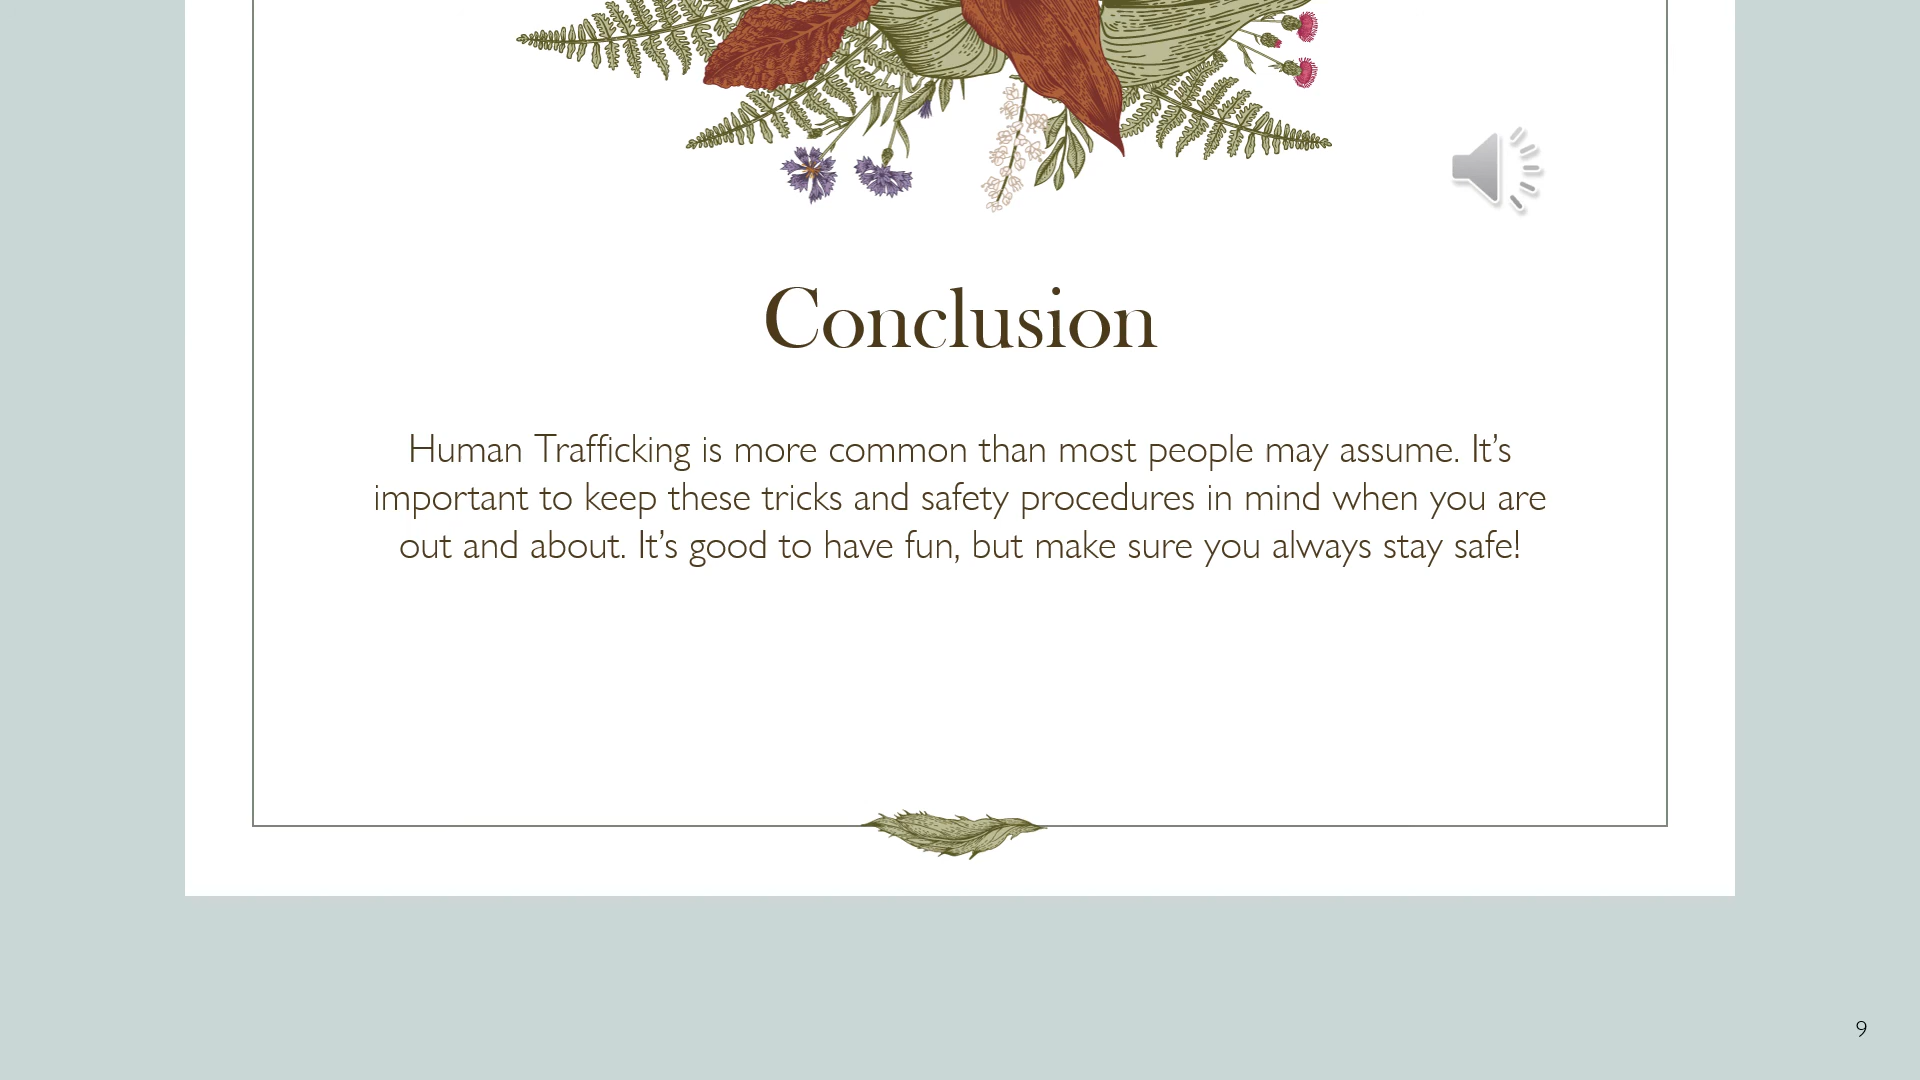 Conclusion
Human Trafficking is more common than most people may assume. It’s
important to keep these tricks and safety procedures in mind when you are
out and about. It’s good to have fun, but make sure you always stay safe!
9